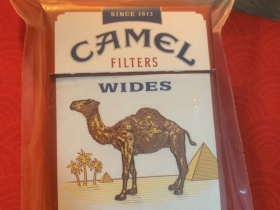 SINCE 1913
CAMEL
FILTERS
WIDES